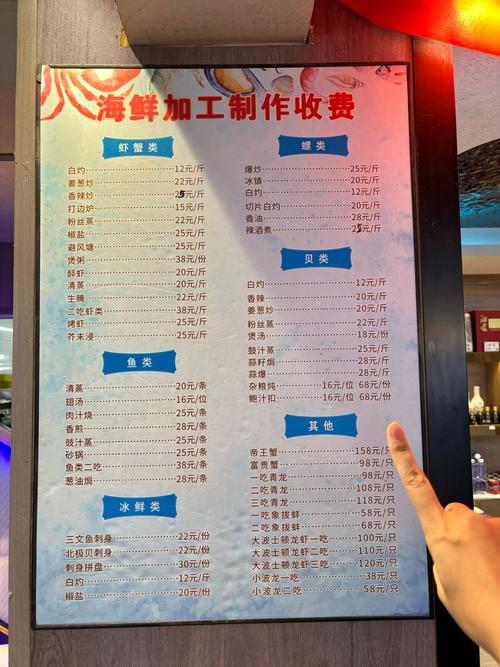 海鲜加工制作收费
虾蟹类
白灼 12元/斤
姜葱炒 22元/斤
香辣炒 25元/斤
打边炉 15元/斤
粉丝蒸 22元/斤
椒盐 25元/斤
避风塘 25元/斤
煲粥 38元/份
醉虾 20元/斤
清蒸 20元/斤
生腌 22元/斤
二吃虾类 38元/斤
烤虾 25元/斤
芥末浸 25元/斤
鱼类
清蒸 20元/条
翅汤 16元/位
肉汁烧 25元/条
香煎 28元/条
豉汁蒸 25元/条
砂锅 25元/条
鱼类二吃 38元/条
葱油焗 28元/条
冰鲜类
三文鱼刺身 22元/份
北极贝刺身 22元/份
刺身拼盘 30元/份
白灼 12元/斤
椒盐 20元/份
螺类
爆炒 25元/斤
冰镇 20元/斤
白灼 12元/斤
切片白灼 20元/斤
香油 28元/斤
辣酒煮 25元/斤
贝类
白灼 12元/斤
香辣 20元/斤
姜葱炒 20元/斤
粉丝蒸 22元/斤
煲汤 18元/份
鼓汁蒸 25元/斤
蒜籽焗 28元/斤
蒜爆 28元/斤
杂粮炖 16元/位 68元/份
鲍汁扣 16元/位 68元/份
其他
帝王蟹 158元/只
富贵蟹 98元/只
一吃青龙 98元/只
二吃青龙 108元/只
三吃青龙 118元/只
一吃象拔蚌 58元/只
二吃象拔蚌 68元/只
大波士顿龙虾一吃 100元/只
大波士顿龙虾二吃 110元/只
大波士顿龙虾三吃 120元/只
小波龙一吃 38元/只
小波龙二吃 58元/只